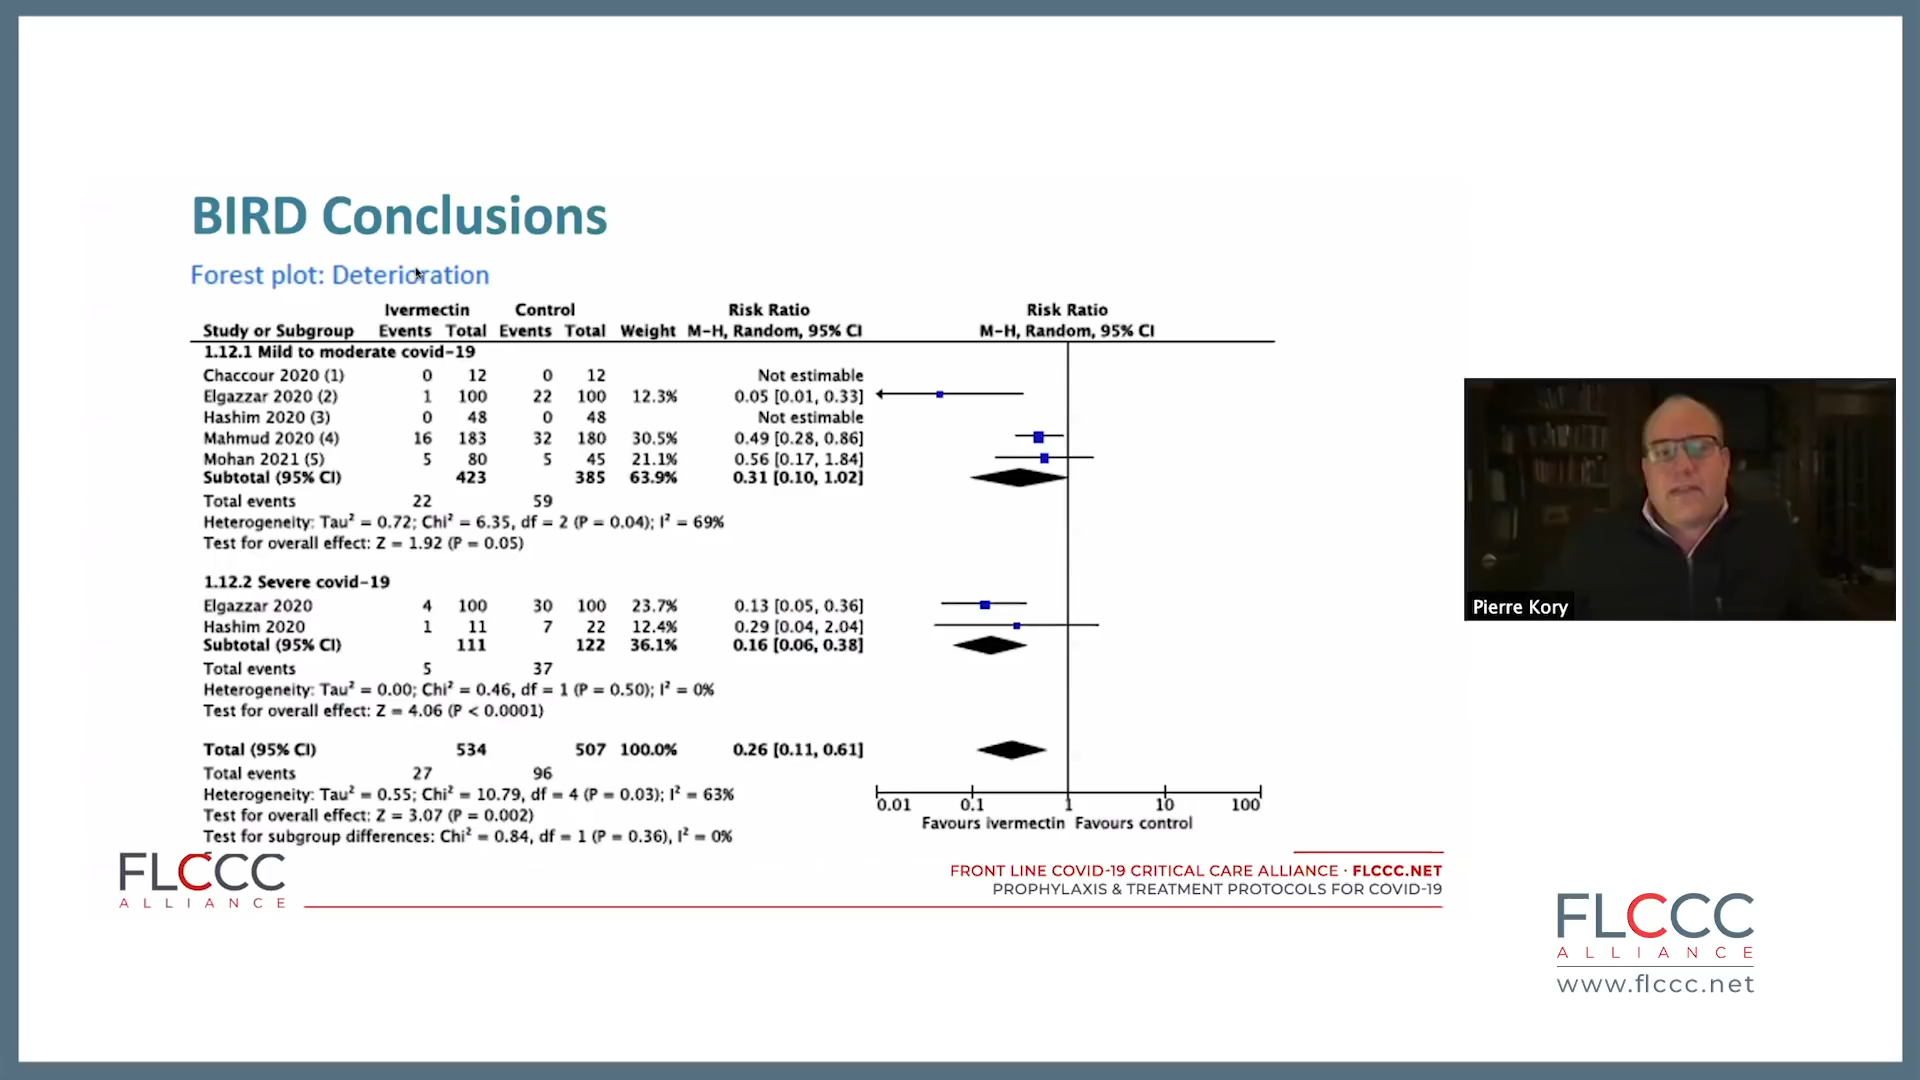 BIRD Conclusions
Forest plot: Deterioration
Ivermectin Control Risk Ratio Risk Ratio
Study or Subgroup Events Total Events Total Weight M-H, Random, 95% CI M-H, Random, 95% CI
1.12.1 Mild to moderate covid-19
Chaccour 2020 (1) 0 12 0 12 Not estimable
Elgazzar 2020 (2) 1 100 22 100 12.3% 0.05 [0.01, 0.33]
Hashim 2020 (3) 0 48 0 48 Not estimable
Mahmud 2020 (4) 16 183 32 180 30.5% 0.49 [0.28, 0.86]
Mohan 2021 (5) 5 80 5 45 21.1% 0.56 [0.17, 1.84]
Subtotal (95% CI) 423 385 63.9% 0.31 [0.10, 1.02]
Total events 22 59
Heterogeneity: Tau² = 0.72; Chi² = 6.35, df = 2 (P = 0.04); I² = 69%
Test for overall effect: Z = 1.92 (P = 0.05)
1.12.2 Severe covid-19
Elgazzar 2020 4 100 30 100 23.7% 0.13 [0.05, 0.36]
Hashim 2020 1 11 7 22 12.4% 0.29 [0.04, 2.04]
Subtotal (95% CI) 111 122 36.1% 0.16 [0.06, 0.38]
Total events 5 37
Heterogeneity: Tau² = 0.00; Chi² = 0.46, df = 1 (P = 0.50); I² = 0%
Test for overall effect: Z = 4.06 (P < 0.0001)
Total (95% CI) 534 507 100.0% 0.26 [0.11, 0.61]
Total events 27 96
Heterogeneity: Tau² = 0.55; Chi² = 10.79, df = 4 (P = 0.03); I² = 63%
Test for overall effect: Z = 3.07 (P = 0.002)
Test for subgroup differences: Chi² = 0.84, df = 1 (P = 0.36), I² = 0%
0.01 0.1 1 10 100
Favours ivermectin Favours control
FLCCC
ALLIANCE
FRONT LINE COVID-19 CRITICAL CARE ALLIANCE · FLCCC.NET
PROPHYLAXIS & TREATMENT PROTOCOLS FOR COVID-19
Pierre Kory
FLCCC
ALLIANCE
www.flccc.net